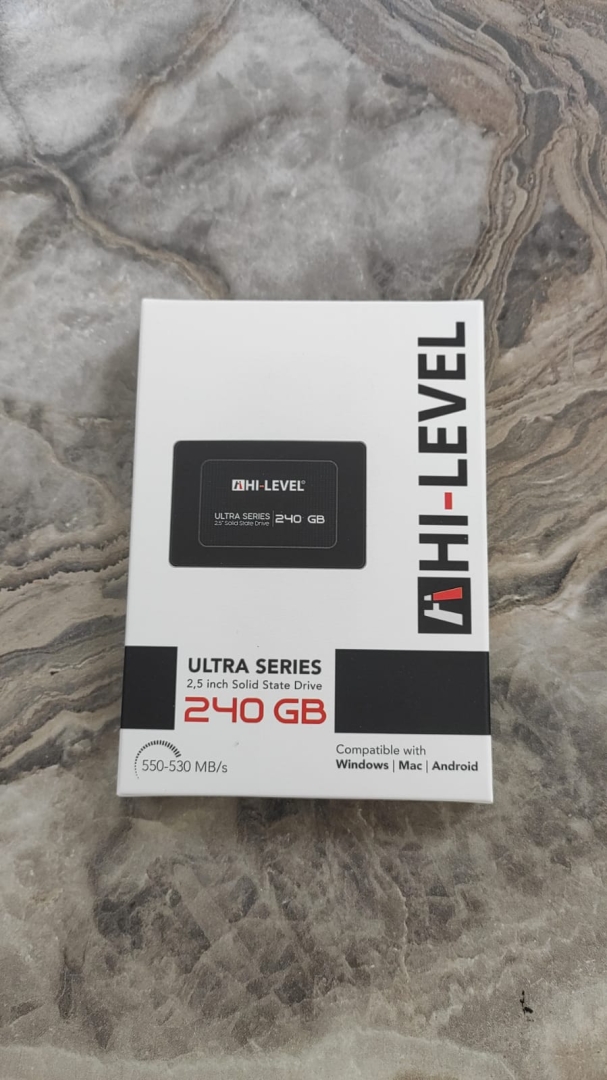 HI-LEVEL
HI-LEVEL®
ULTRA SERIES
2.5" Solid State Drive
240 GB
ULTRA SERIES
2,5 inch Solid State Drive
240 GB
550-530 MB/s
Compatible with
Windows | Mac | Android